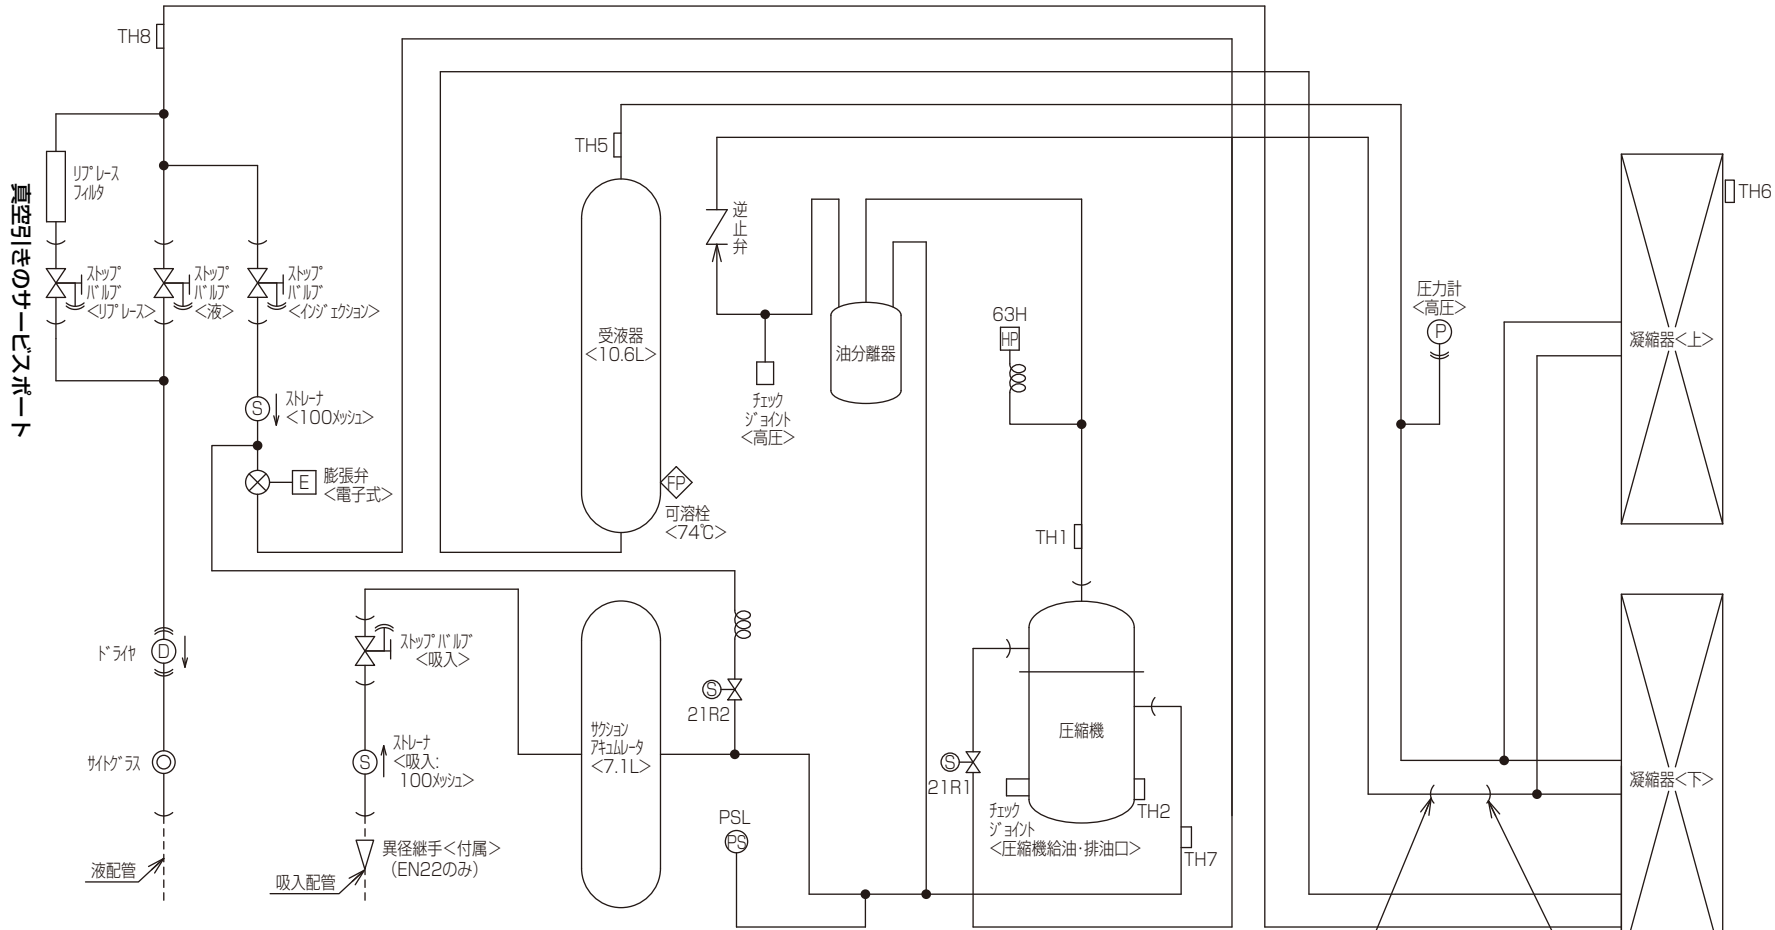 真空引きのサービスポート
TH8
リプレース
フィルタ
ストップ
バルブ
<リプレース>
ストップ
バルブ
<液>
ストップ
バルブ
<インジェクション>
S
ストレーナ
<100メッシュ>
E
膨張弁
<電子式>
D
ドライヤ
サイトグラス
液配管
ストップバルブ
<吸入>
S
ストレーナ
<吸入:
100メッシュ>
異径継手<付属>
(EN22のみ)
吸入配管
TH5
受液器
<10.6L>
FP
可溶栓
<74℃>
サクション
アキュムレータ
<7.1L>
S
21R2
PSL
PS
逆止弁
チェック
ジョイント
<高圧>
油分離器
63H
HP
TH1
圧縮機
S
21R1
チェック
ジョイント
<圧縮機給油・排油口>
TH2
TH7
圧力計
<高圧>
P
凝縮器<上>
TH6
凝縮器<下>